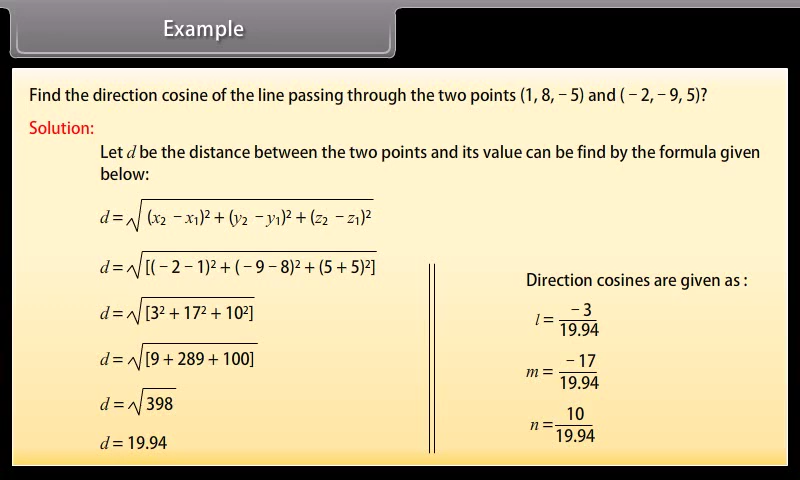 Example
Find the direction cosine of the line passing through the two points (1, 8, – 5) and ( – 2, – 9, 5)?
Solution:
Let d be the distance between the two points and its value can be find by the formula given
below:
d = √(x₂ – x₁)² + (y₂ – y₁)² + (z₂ – z₁)²
d = √[( – 2 – 1)² + ( – 9 – 8)² + (5 + 5)²]
d = √[3² + 17² + 10²]
d = √[9 + 289 + 100]
d = √398
d = 19.94
Direction cosines are given as :
l = – 3 / 19.94
m = – 17 / 19.94
n = 10 / 19.94